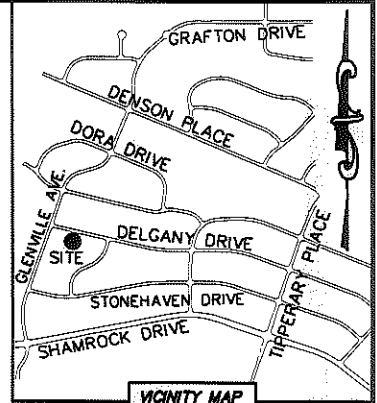 GRAFTON DRIVE
DENSON PLACE
DORA DRIVE
GLENVILLE AVE.
DELGANY DRIVE
SITE
TIPPERARY PLACE
STONEHAVEN DRIVE
SHAMROCK DRIVE
VICINITY MAP